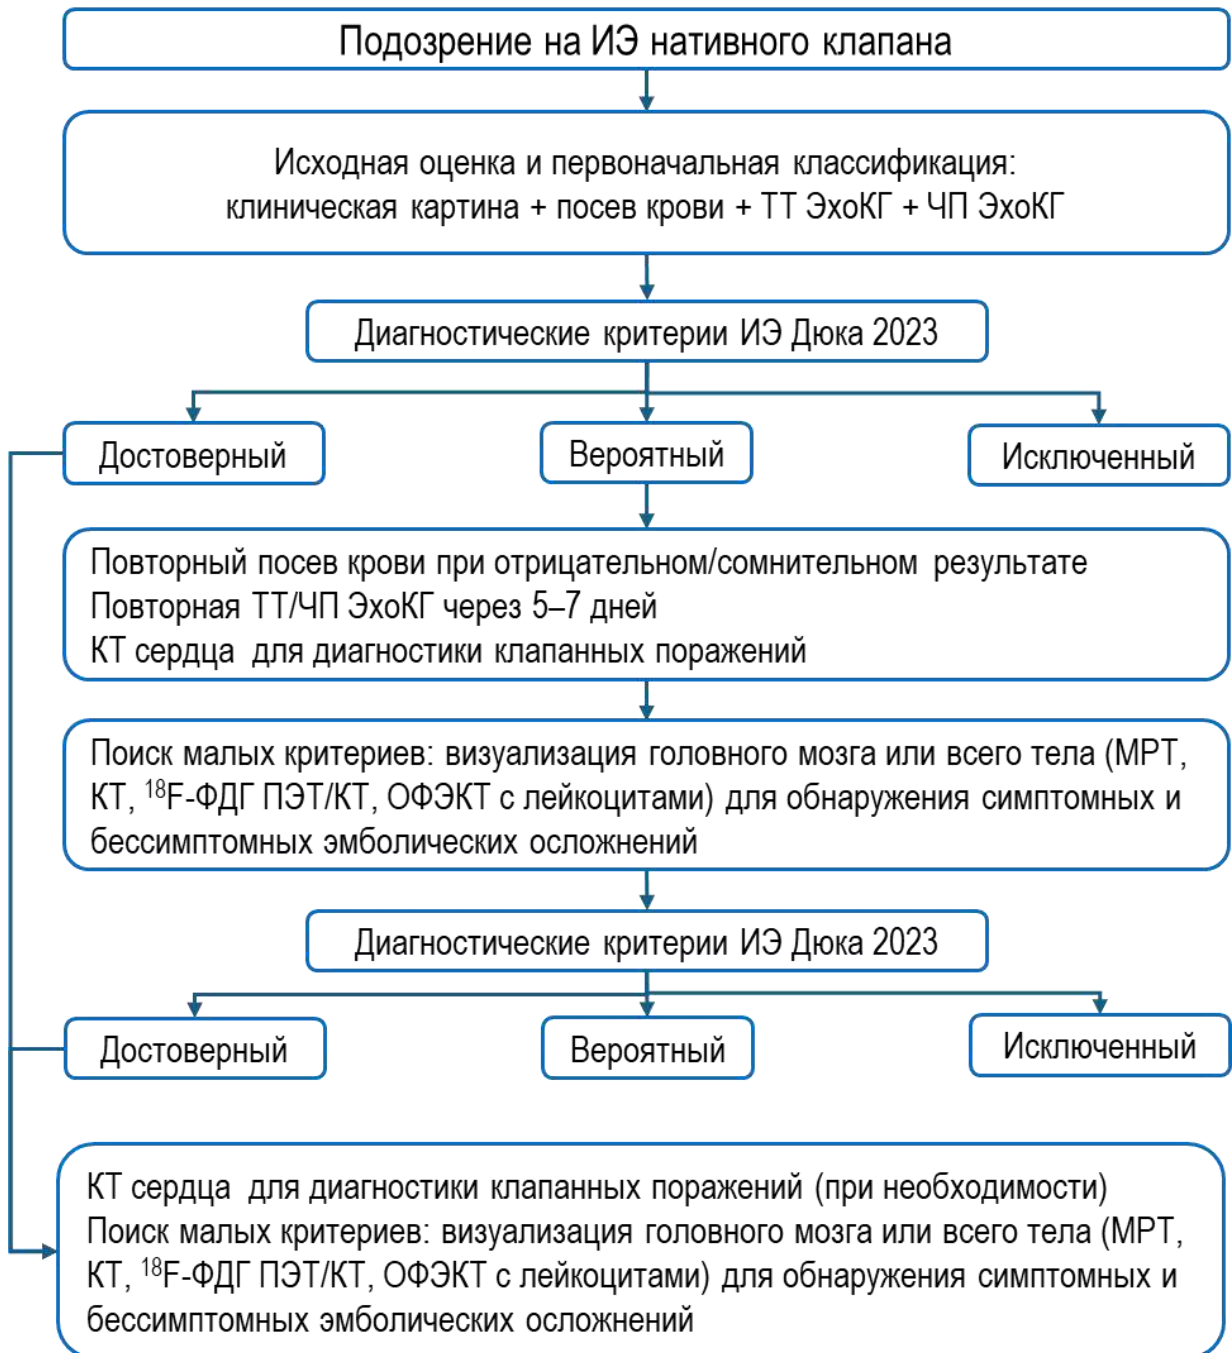 Подозрение на ИЭ нативного клапана
Исходная оценка и первоначальная классификация:
клиническая картина + посев крови + ТТ ЭхоКГ + ЧП ЭхоКГ
Диагностические критерии ИЭ Дюка 2023
Достоверный
Вероятный
Исключенный
Повторный посев крови при отрицательном/сомнительном результате
Повторная ТТ/ЧП ЭхоКГ через 5–7 дней
КТ сердца для диагностики клапанных поражений
Поиск малых критериев: визуализация головного мозга или всего тела (МРТ,
КТ, ¹⁸F-ФДГ ПЭТ/КТ, ОФЭКТ с лейкоцитами) для обнаружения симптомных и
бессимптомных эмболических осложнений
Диагностические критерии ИЭ Дюка 2023
Достоверный
Вероятный
Исключенный
КТ сердца для диагностики клапанных поражений (при необходимости)
Поиск малых критериев: визуализация головного мозга или всего тела (МРТ,
КТ, ¹⁸F-ФДГ ПЭТ/КТ, ОФЭКТ с лейкоцитами) для обнаружения симптомных и
бессимптомных эмболических осложнений